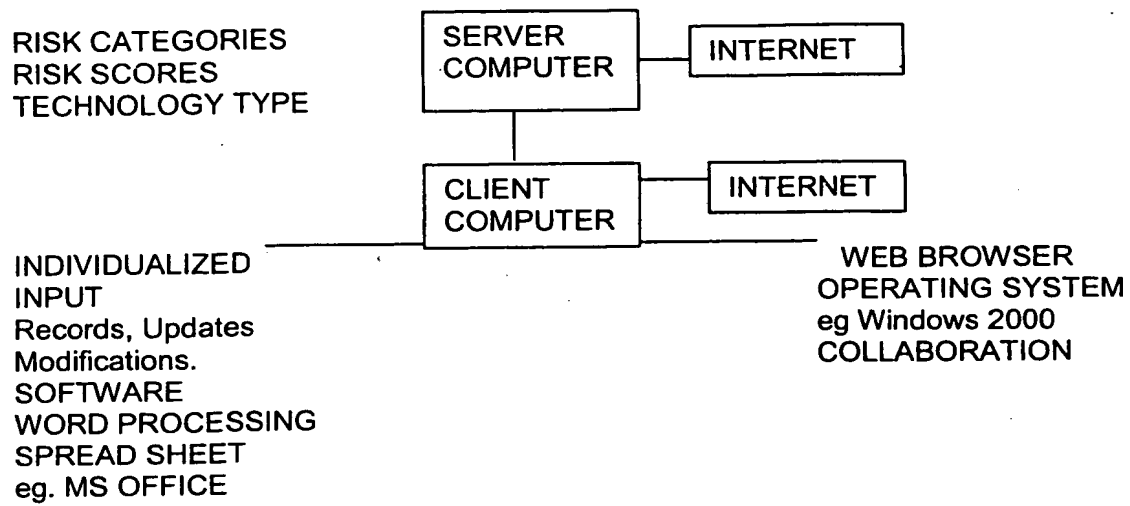 RISK CATEGORIES
RISK SCORES
TECHNOLOGY TYPE
SERVER
COMPUTER
INTERNET
CLIENT
COMPUTER
INTERNET
INDIVIDUALIZED
INPUT
Records, Updates
Modifications.
SOFTWARE
WORD PROCESSING
SPREAD SHEET
eg. MS OFFICE
WEB BROWSER
OPERATING SYSTEM
eg Windows 2000
COLLABORATION